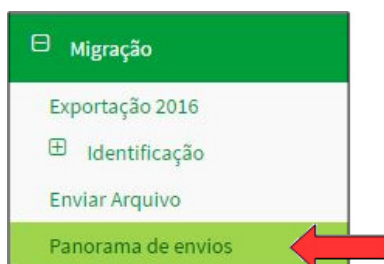 Migração
Exportação 2016
Identificação
Enviar Arquivo
Panorama de envios